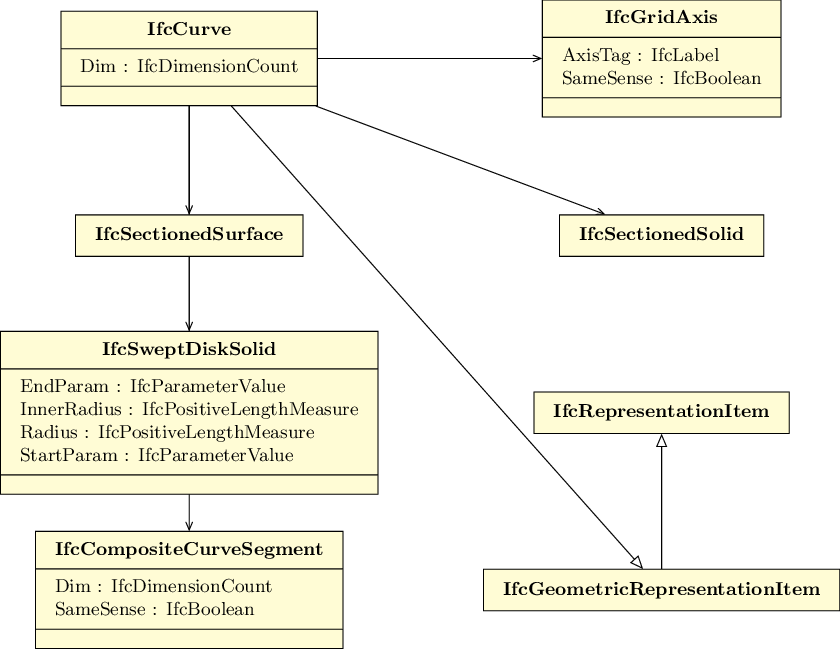 IfcCurve
Dim : IfcDimensionCount
IfcGridAxis
AxisTag : IfcLabel
SameSense : IfcBoolean
IfcSectionedSurface
IfcSectionedSolid
IfcSweptDiskSolid
EndParam : IfcParameterValue
InnerRadius : IfcPositiveLengthMeasure
Radius : IfcPositiveLengthMeasure
StartParam : IfcParameterValue
IfcRepresentationItem
IfcCompositeCurveSegment
Dim : IfcDimensionCount
SameSense : IfcBoolean
IfcGeometricRepresentationItem